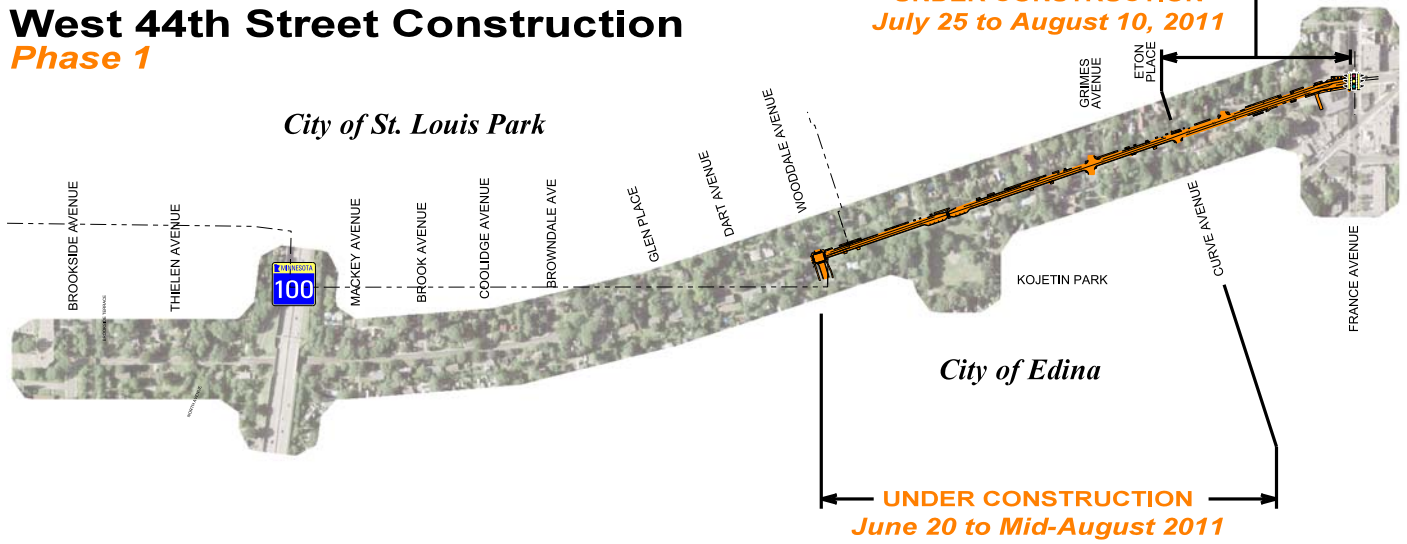 West 44th Street Construction
Phase 1
UNDER CONSTRUCTION
July 25 to August 10, 2011
City of St. Louis Park
BROOKSIDE AVENUE
THIELEN AVENUE
MINNESOTA
100
MACKEY AVENUE
BROOK AVENUE
COOLIDGE AVENUE
BROWNDALE AVE
GLEN PLACE
DART AVENUE
WOODDALE AVENUE
GRIMES
AVENUE
ETON
PLACE
KOJETIN PARK
CURVE AVENUE
FRANCE AVENUE
City of Edina
UNDER CONSTRUCTION
June 20 to Mid-August 2011